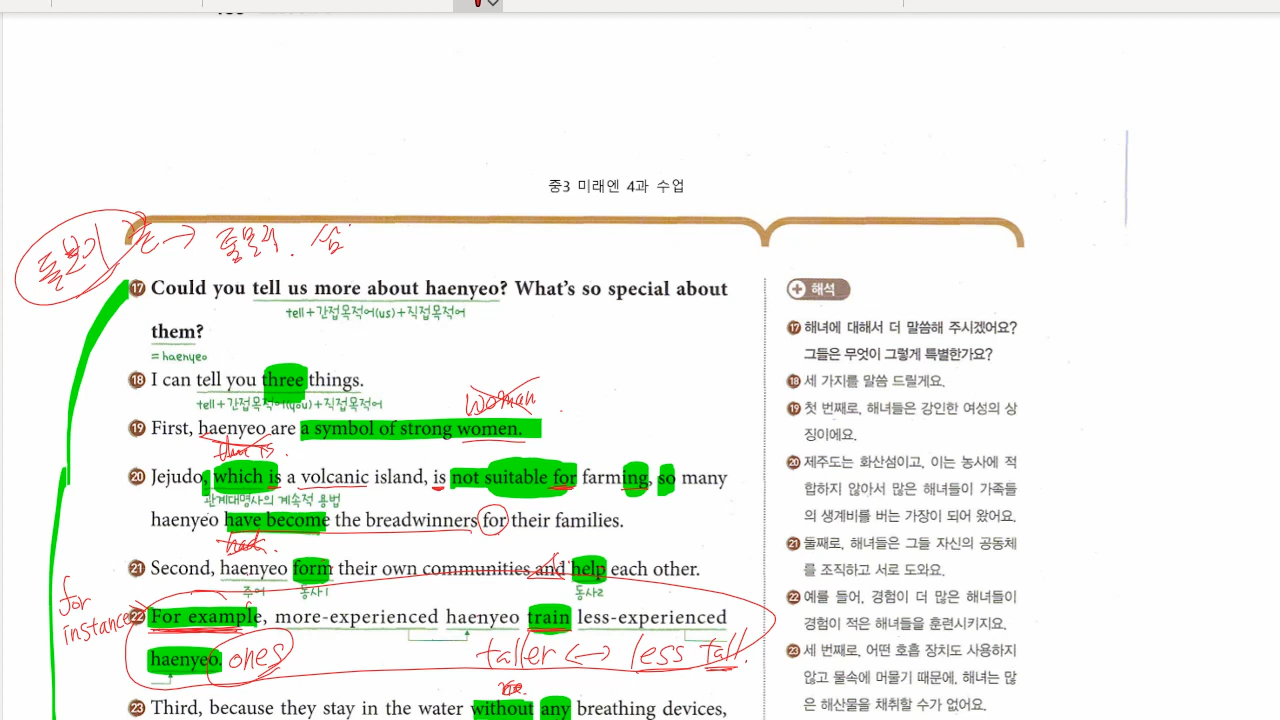 중3 미래엔 4과 수업
돌보기
17 Could you tell us more about haenyeo? What's so special about
tell+간접목적어(us)+직접목적어
them?
= haenyeo
18 I can tell you three things.
tell+간접목적어(you)+직접목적어
woman
19 First, haenyeo are a symbol of strong women.
that is
20 Jejudo, which is a volcanic island, is not suitable for farming, so many
관계대명사의 계속적 용법
haenyeo have become the breadwinners for their families.
21 Second, haenyeo form their own communities and help each other.
주어 동사1 동사2
for
instance
22 For example, more-experienced haenyeo train less-experienced
haenyeo. ones
taller ↔ less tall.
23 Third, because they stay in the water without any breathing devices,
해석
17 해녀에 대해서 더 말씀해 주시겠어요?
그들은 무엇이 그렇게 특별한가요?
18 세 가지를 말씀 드릴게요.
19 첫 번째로, 해녀들은 강인한 여성의 상
징이에요.
20 제주도는 화산섬이고, 이는 농사에 적
합하지 않아서 많은 해녀들이 가족들
의 생계비를 버는 가장이 되어 왔어요.
21 둘째로, 해녀들은 그들 자신의 공동체
를 조직하고 서로 도와요.
22 예를 들어, 경험이 더 많은 해녀들이
경험이 적은 해녀들을 훈련시키지요.
23 세 번째로, 어떤 호흡 장치도 사용하지
않고 물속에 머물기 때문에, 해녀는 많
은 해산물을 채취할 수가 없어요.